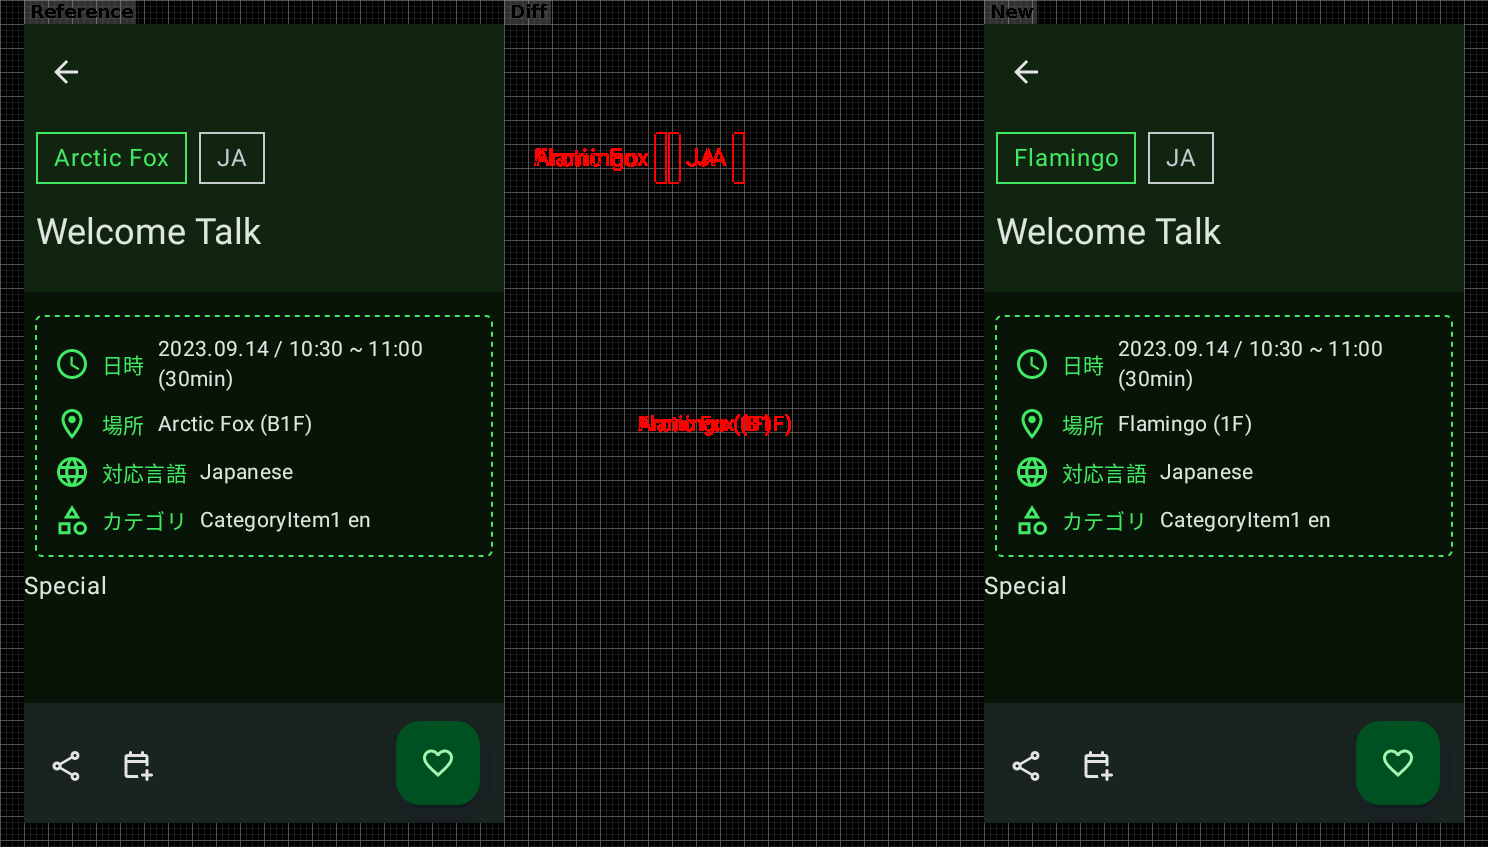 Reference
Diff
New
Arctic Fox
JA
Welcome Talk
日時
2023.09.14 / 10:30 ~ 11:00
(30min)
場所
Arctic Fox (B1F)
対応言語
Japanese
カテゴリ
CategoryItem1 en
Special
JA
Flamingo
JA
Welcome Talk
日時
2023.09.14 / 10:30 ~ 11:00
(30min)
場所
Flamingo (1F)
対応言語
Japanese
カテゴリ
CategoryItem1 en
Special